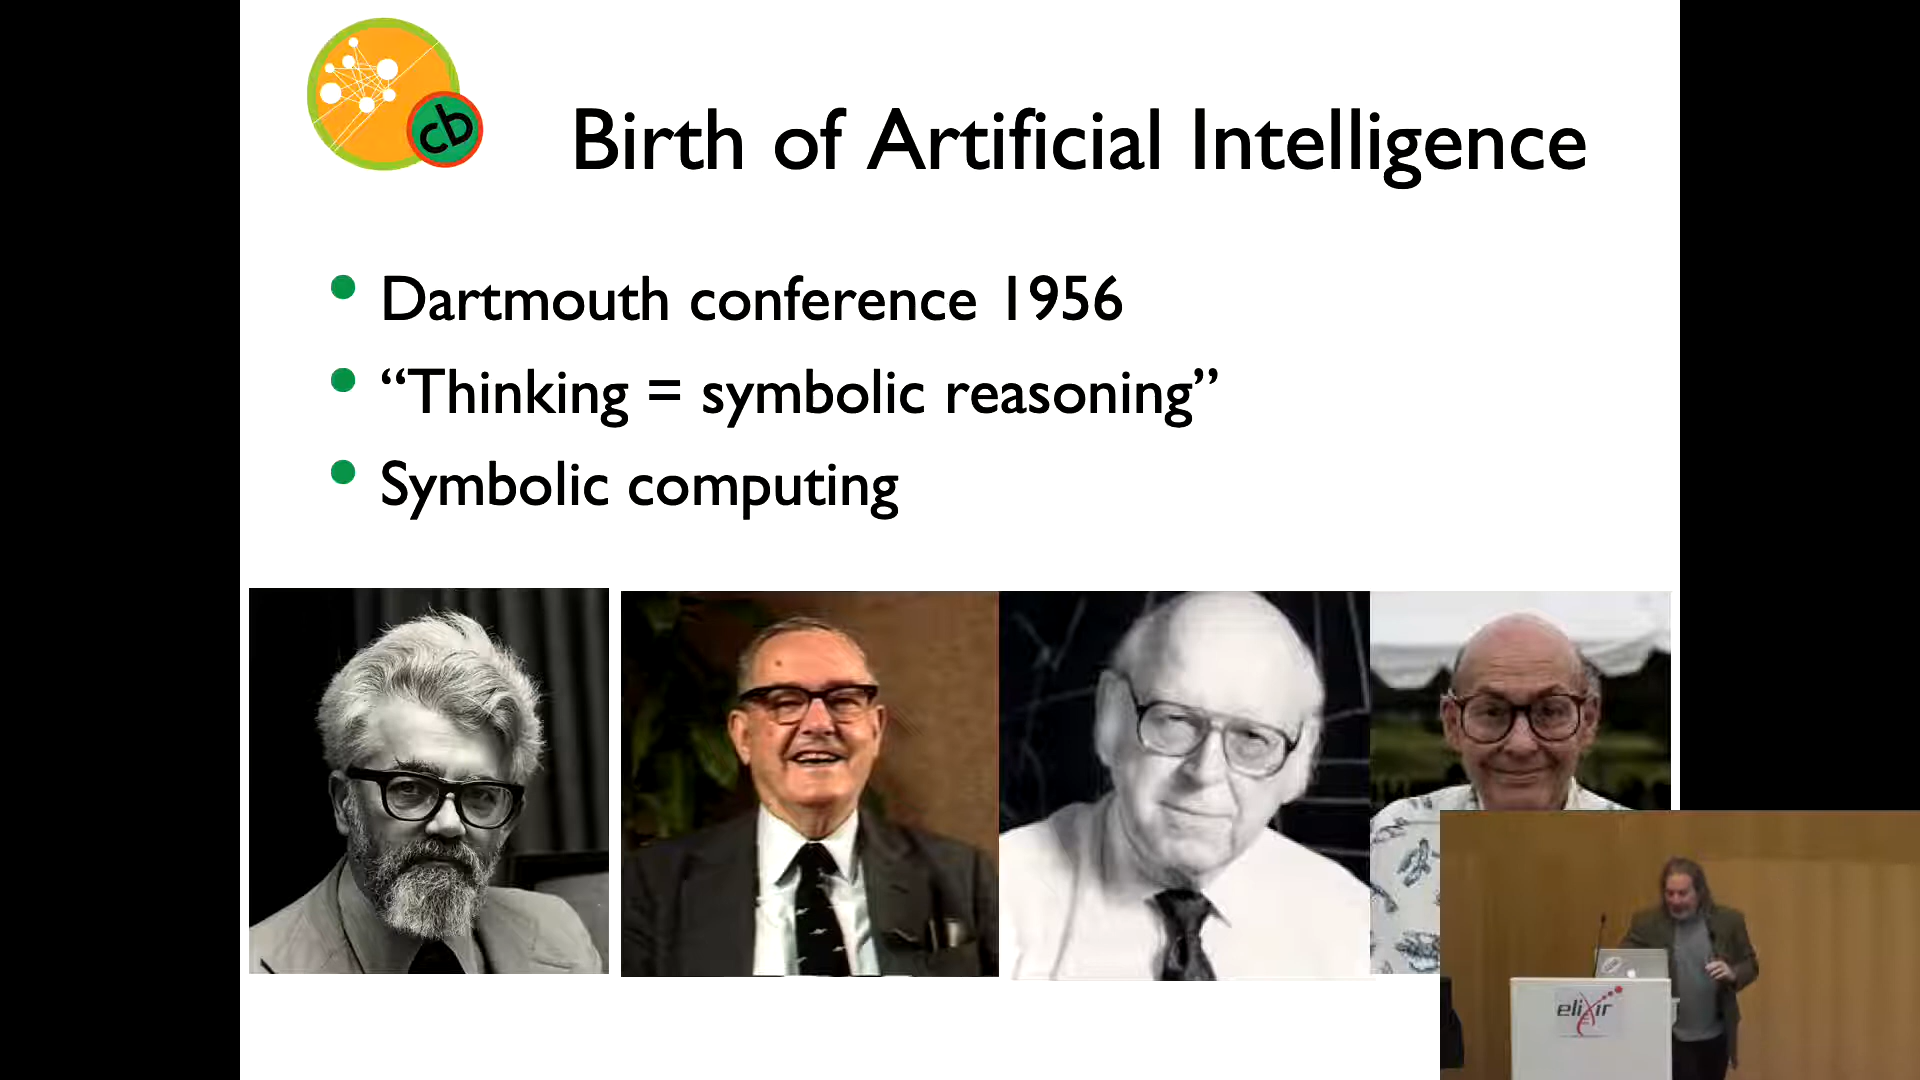 cb
Birth of Artificial Intelligence
Dartmouth conference 1956
“Thinking = symbolic reasoning”
Symbolic computing
elixir